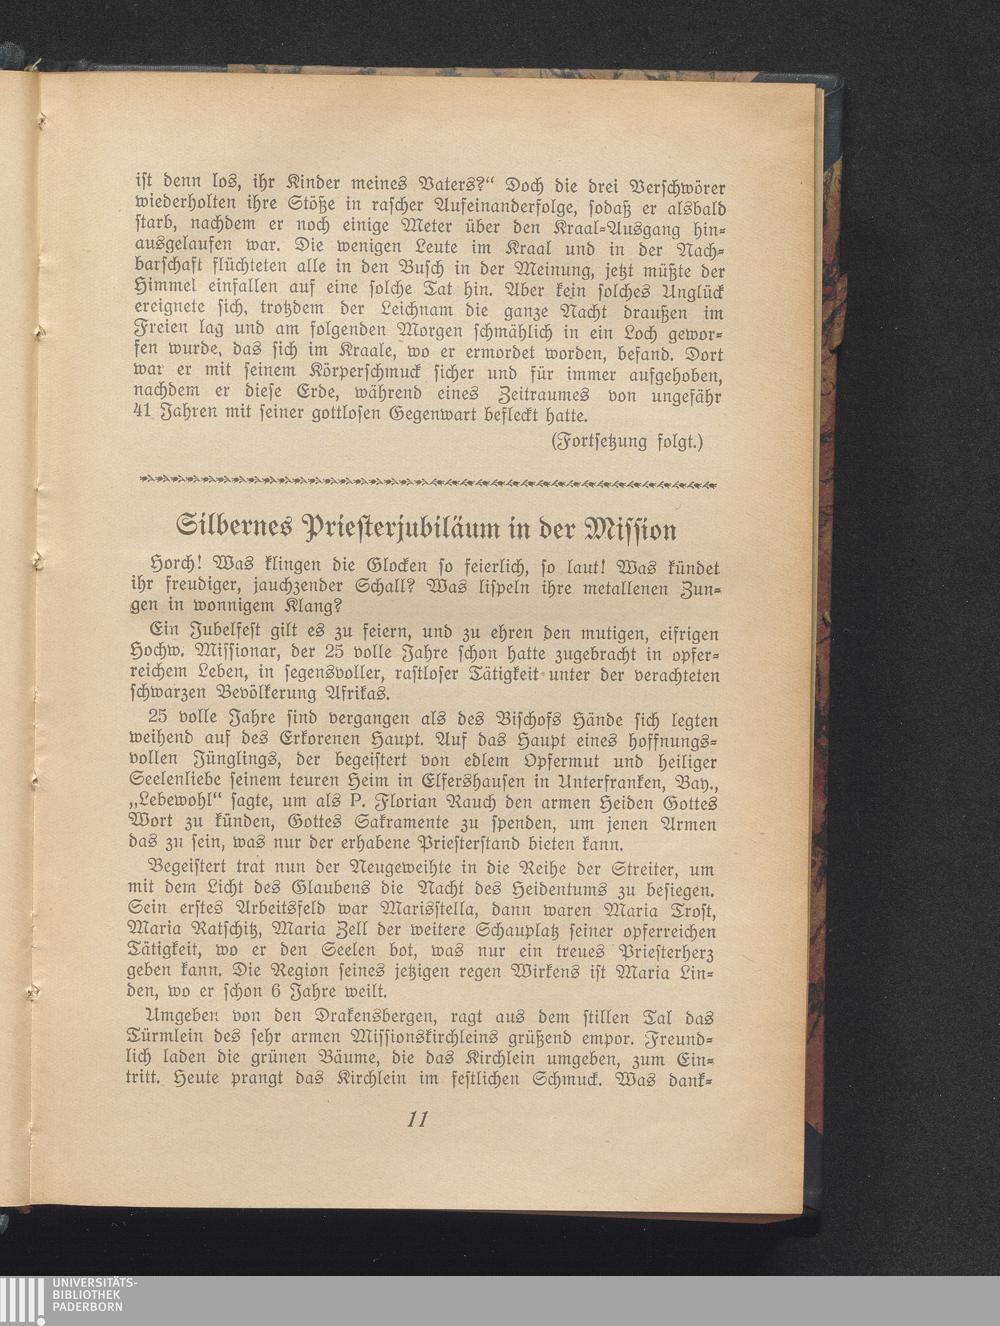 ist denn los, ihr Kinder meines Vaters?“ Doch die drei Verschwörer
wiederholten ihre Stöße in rascher Aufeinanderfolge, sodaß er alsbald
starb, nachdem er noch einige Meter über den Kraal-Ausgang hin-
ausgelaufen war. Die wenigen Leute im Kraal und in der Nach-
barschaft flüchteten alle in den Busch in der Meinung, jetzt müßte der
Himmel einfallen auf eine solche Tat hin. Aber kein solches Unglück
ereignete sich, trotzdem der Leichnam die ganze Nacht draußen im
Freien lag und am folgenden Morgen schmählich in ein Loch gewor-
fen wurde, das sich im Kraale, wo er ermordet worden, befand. Dort
war er mit seinem Körperschmuck sicher und für immer aufgehoben,
nachdem er diese Erde, während eines Zeitraumes von ungefähr
41 Jahren mit seiner gottlosen Gegenwart befleckt hatte.
(Fortsetzung folgt.)
Silbernes Priesterjubiläum in der Mission
Horch! Was klingen die Glocken so feierlich, so laut! Was kündet
ihr freudiger, jauchzender Schall? Was lispeln ihre metallenen Zun-
gen in wonnigem Klang?
Ein Jubelfest gilt es zu feiern, und zu ehren den mutigen, eifrigen
Hochw. Missionar, der 25 volle Jahre schon hatte zugebracht in opfer-
reichem Leben, in segensvoller, rastloser Tätigkeit unter der verachteten
schwarzen Bevölkerung Afrikas.
25 volle Jahre sind vergangen als des Bischofs Hände sich legten
weihend auf des Erkorenen Haupt. Auf das Haupt eines hoffnungs-
vollen Jünglings, der begeistert von edlem Opfermut und heiliger
Seelenliebe seinem teuren Heim in Elfershausen in Unterfranken, Bay.,
„Lebewohl“ sagte, um als P. Florian Rauch den armen Heiden Gottes
Wort zu künden, Gottes Sakramente zu spenden, um jenen Armen
das zu sein, was nur der erhabene Priesterstand bieten kann.
Begeistert trat nun der Neugeweihte in die Reihe der Streiter, um
mit dem Licht des Glaubens die Nacht des Heidentums zu besiegen.
Sein erstes Arbeitsfeld war Marisstella, dann waren Maria Trost,
Maria Ratschitz, Maria Zell der weitere Schauplatz seiner opferreichen
Tätigkeit, wo er den Seelen bot, was nur ein treues Priesterherz
geben kann. Die Region seines jetzigen regen Wirkens ist Maria Lin-
den, wo er schon 6 Jahre weilt.
Umgeben von den Drakensbergen, ragt aus dem stillen Tal das
Türmlein des sehr armen Missionskirchleins grüßend empor. Freund-
lich laden die grünen Bäume, die das Kirchlein umgeben, zum Ein-
tritt. Heute prangt das Kirchlein im festlichen Schmuck. Was dank-
11
UNIVERSITÄTS-
BIBLIOTHEK
PADERBORN